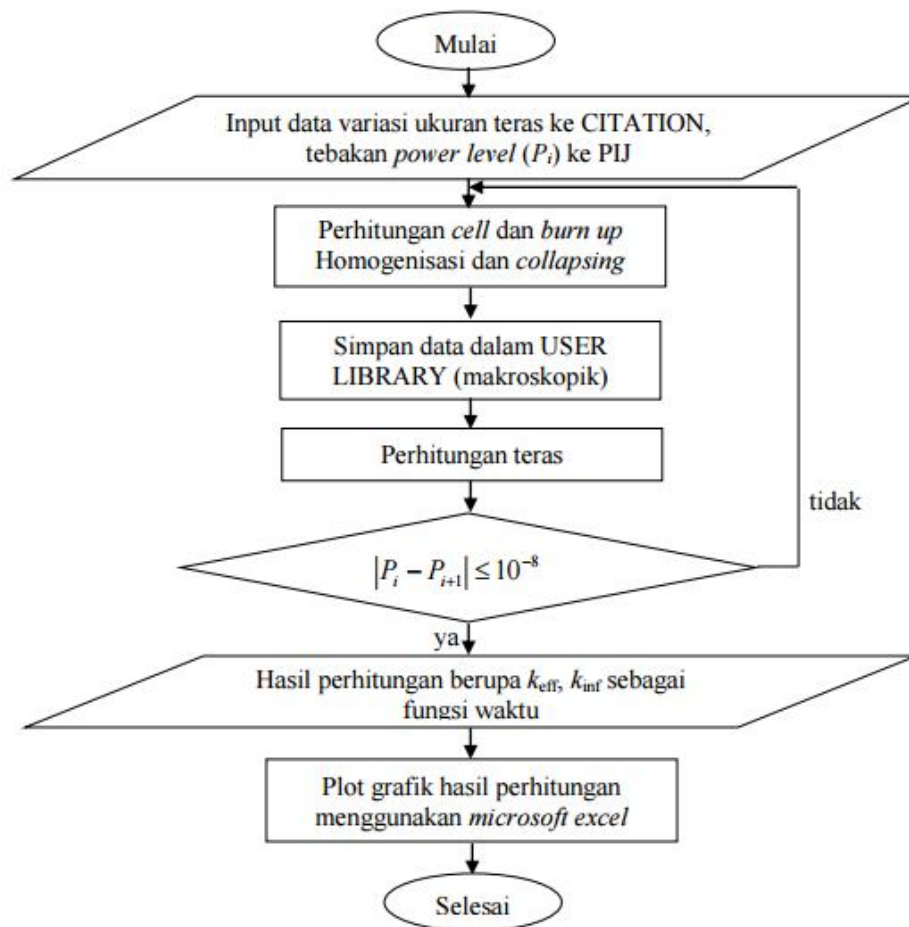 Mulai
Input data variasi ukuran teras ke CITATION,
tebakan power level (Pᵢ) ke PIJ
Perhitungan cell dan burn up
Homogenisasi dan collapsing
Simpan data dalam USER
LIBRARY (makroskopik)
Perhitungan teras
tidak
|Pᵢ − Pᵢ₊₁| ≤ 10⁻⁸
ya
Hasil perhitungan berupa k_eff, k_inf sebagai
fungsi waktu
Plot grafik hasil perhitungan
menggunakan microsoft excel
Selesai